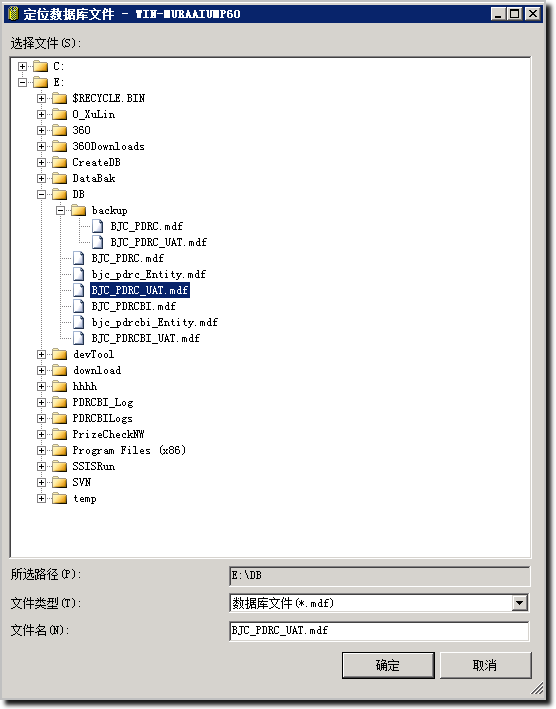 定位数据库文件 - WIN-MURAAIUMP60
选择文件(S):
C:
E:
$RECYCLE.BIN
0_XuLin
360
360Downloads
CreateDB
DataBak
DB
backup
BJC_PDRC.mdf
BJC_PDRC_UAT.mdf
BJC_PDRC.mdf
bjc_pdrc_Entity.mdf
BJC_PDRC_UAT.mdf
BJC_PDRCBI.mdf
bjc_pdrcbi_Entity.mdf
BJC_PDRCBI_UAT.mdf
devTool
download
hhhh
PDRCBI_Log
PDRCBILogs
PrizeCheckNW
Program Files (x86)
SSISRun
SVN
temp
所选路径(P):
E:\DB
文件类型(T):
数据库文件(*.mdf)
文件名(N):
BJC_PDRC_UAT.mdf
确定
取消